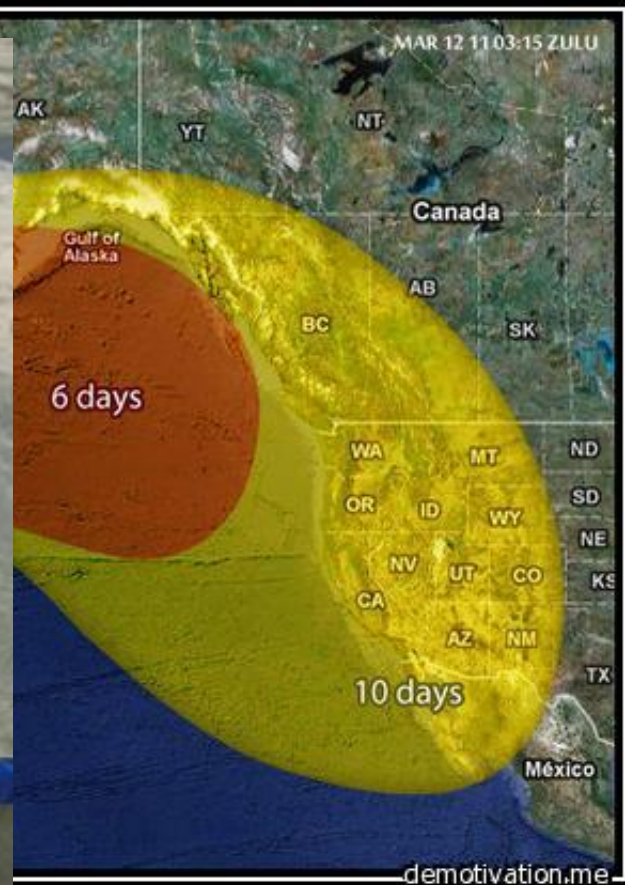 MAR 12 11 03:15 ZULU
AK
YT
NT
Canada
Gulf of
Alaska
AB
BC
SK
6 days
WA
MT
ND
OR
ID
WY
SD
NE
NV
UT
CO
KS
CA
AZ
NM
TX
10 days
México
demotivation.me